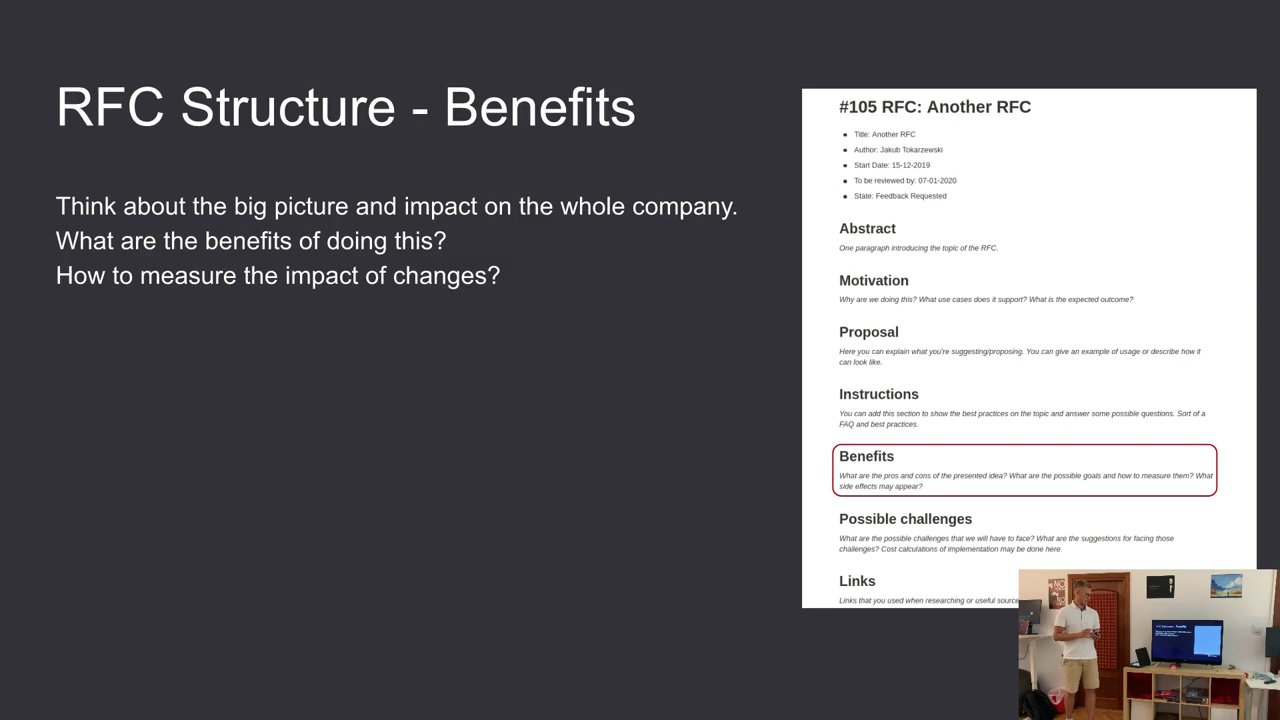 RFC Structure - Benefits
Think about the big picture and impact on the whole company.
What are the benefits of doing this?
How to measure the impact of changes?
#105 RFC: Another RFC
Title: Another RFC
Author: Jakub Tokarzewski
Start Date: 15-12-2019
To be reviewed by: 07-01-2020
State: Feedback Requested
Abstract
One paragraph introducing the topic of the RFC.
Motivation
Why are we doing this? What use cases does it support? What is the expected outcome?
Proposal
Here you can explain what you're suggesting/proposing. You can give an example of usage or describe how it
can look like.
Instructions
You can add this section to show the best practices on the topic and answer some possible questions. Sort of a
FAQ and best practices.
Benefits
What are the pros and cons of the presented idea? What are the possible goals and how to measure them? What
side effects may appear?
Possible challenges
What are the possible challenges that we will have to face? What are the suggestions for facing those
challenges? Cost calculations of implementation may be done here.
Links
Links that you used when researching or useful source